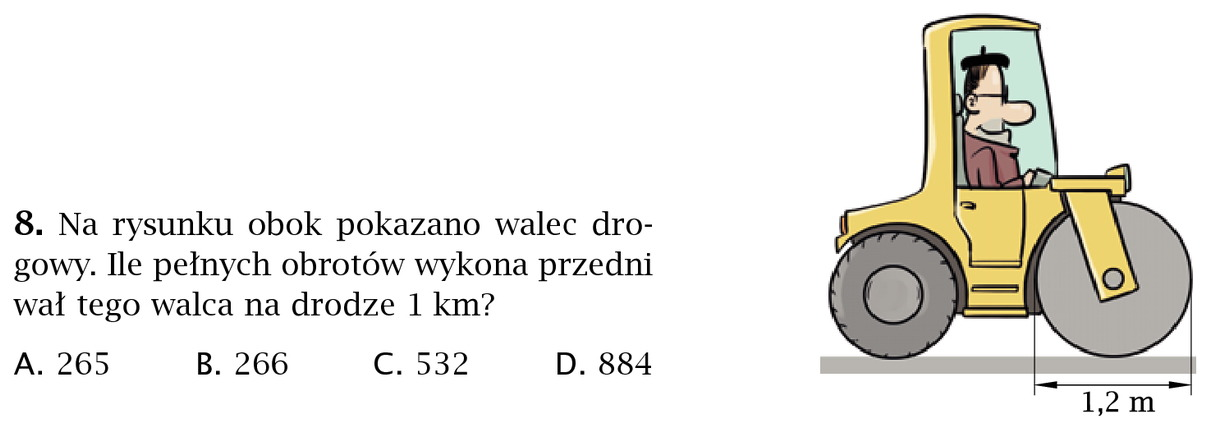 8. Na rysunku obok pokazano walec dro-
gowy. Ile pełnych obrotów wykona przedni
wał tego walca na drodze 1 km?
A. 265 B. 266 C. 532 D. 884
1,2 m